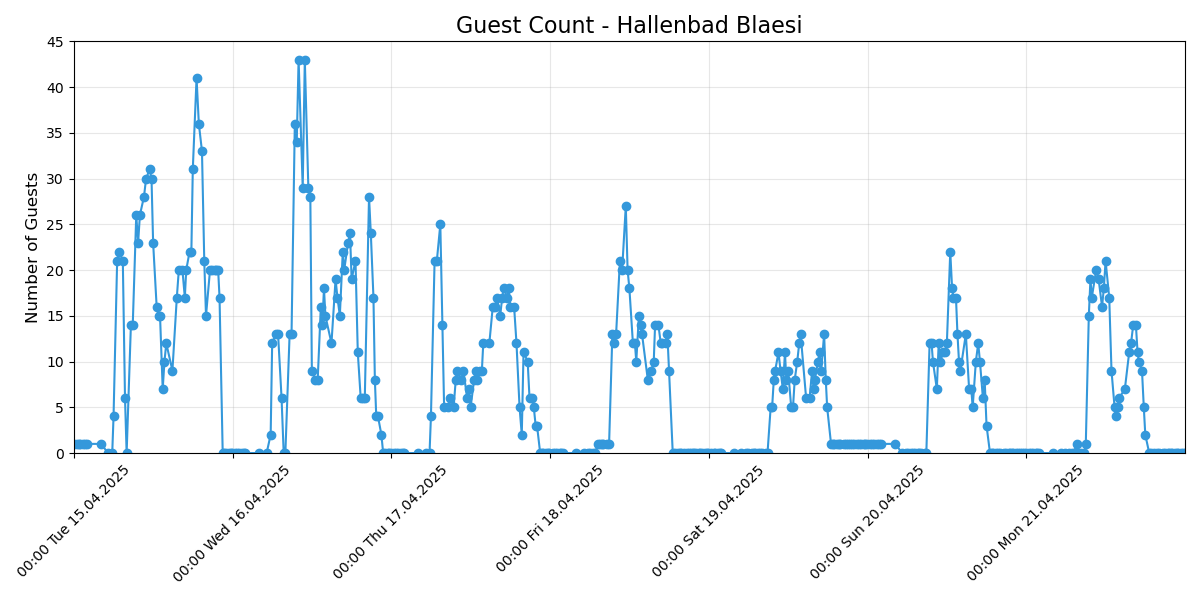 Guest Count - Hallenbad Blaesi
Number of Guests
45
40
35
30
25
20
15
10
5
0
00:00 Tue 15.04.2025
00:00 Wed 16.04.2025
00:00 Thu 17.04.2025
00:00 Fri 18.04.2025
00:00 Sat 19.04.2025
00:00 Sun 20.04.2025
00:00 Mon 21.04.2025